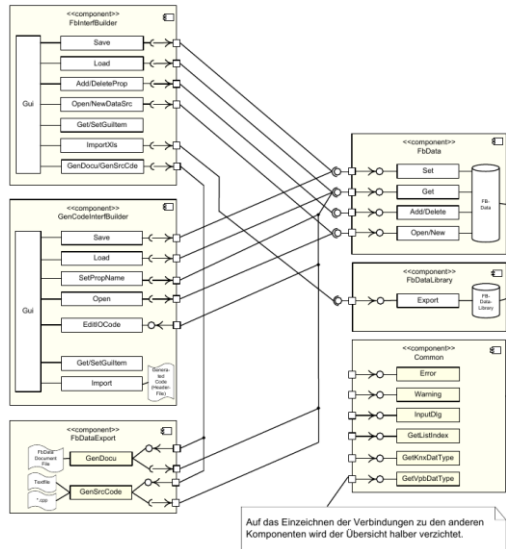 <<component>>
FbInterfBuilder
Gui
Save
Load
Add/DeleteProp
Open/NewDataSrc
Get/SetGuiItem
ImportXls
GenDocu/GenSrcCde
<<component>>
GenCodeInterfBuilder
Gui
Save
Load
SetPropName
Open
EditIOCode
Get/SetGuiItem
Import
Genera-
ted
Code
(Header-
File)
<<component>>
FbDataExport
FbData
Document
File
GenDocu
Textfile
*.cpp
GenSrcCode
<<component>>
FbData
Set
Get
Add/Delete
Open/New
FB-
Data
<<component>>
FbDataLibrary
Export
FB-
Data-
Library
<<component>>
Common
Error
Warning
InputDlg
GetListIndex
GetKnxDatType
GetVpbDatType
Auf das Einzeichnen der Verbindungen zu den anderen
Komponenten wird der Übersicht halber verzichtet.